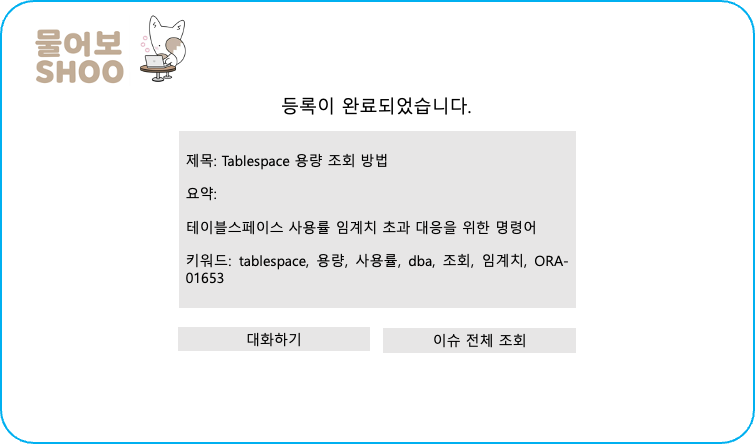 물어보
SHOO
등록이 완료되었습니다.
제목: Tablespace 용량 조회 방법
요약:
테이블스페이스 사용률 임계치 초과 대응을 위한 명령어
키워드: tablespace, 용량, 사용률, dba, 조회, 임계치, ORA-
01653
대화하기
이슈 전체 조회